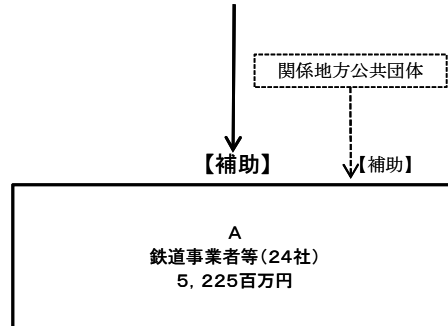 関係地方公共団体
【補助】
【補助】
A
鉄道事業者等(24社)
5,225百万円